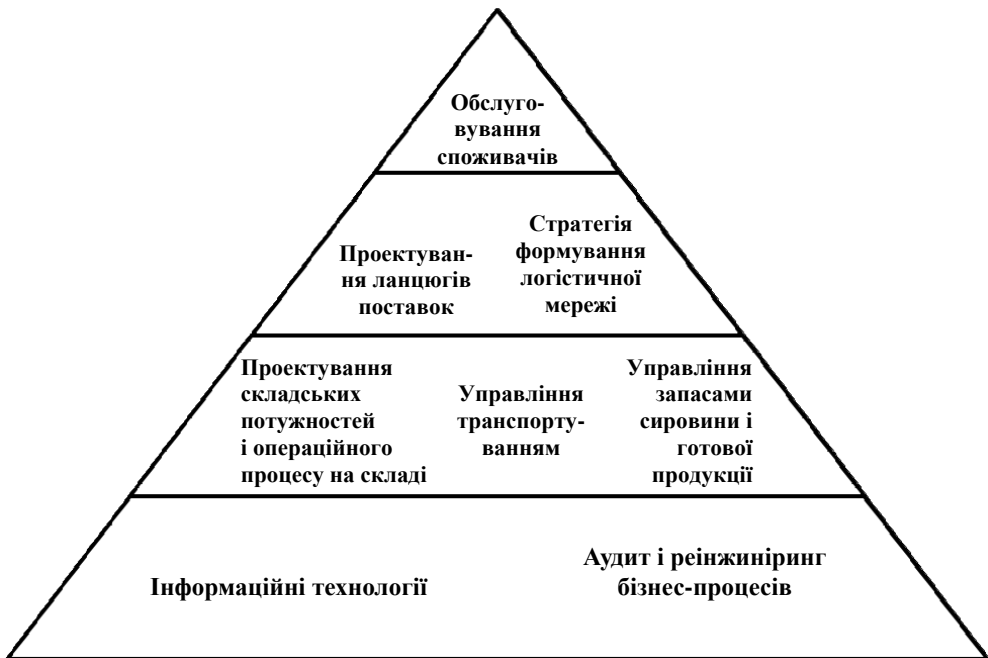 Обслуго-
вування
споживачів
Проектуван-
ня ланцюгів
поставок
Стратегія
формування
логістичної
мережі
Проектування
складських
потужностей
і операційного
процесу на складі
Управління
транспорту-
ванням
Управління
запасами
сировини і
готової
продукції
Інформаційні технології
Аудит і реінжиніринг
бізнес-процесів